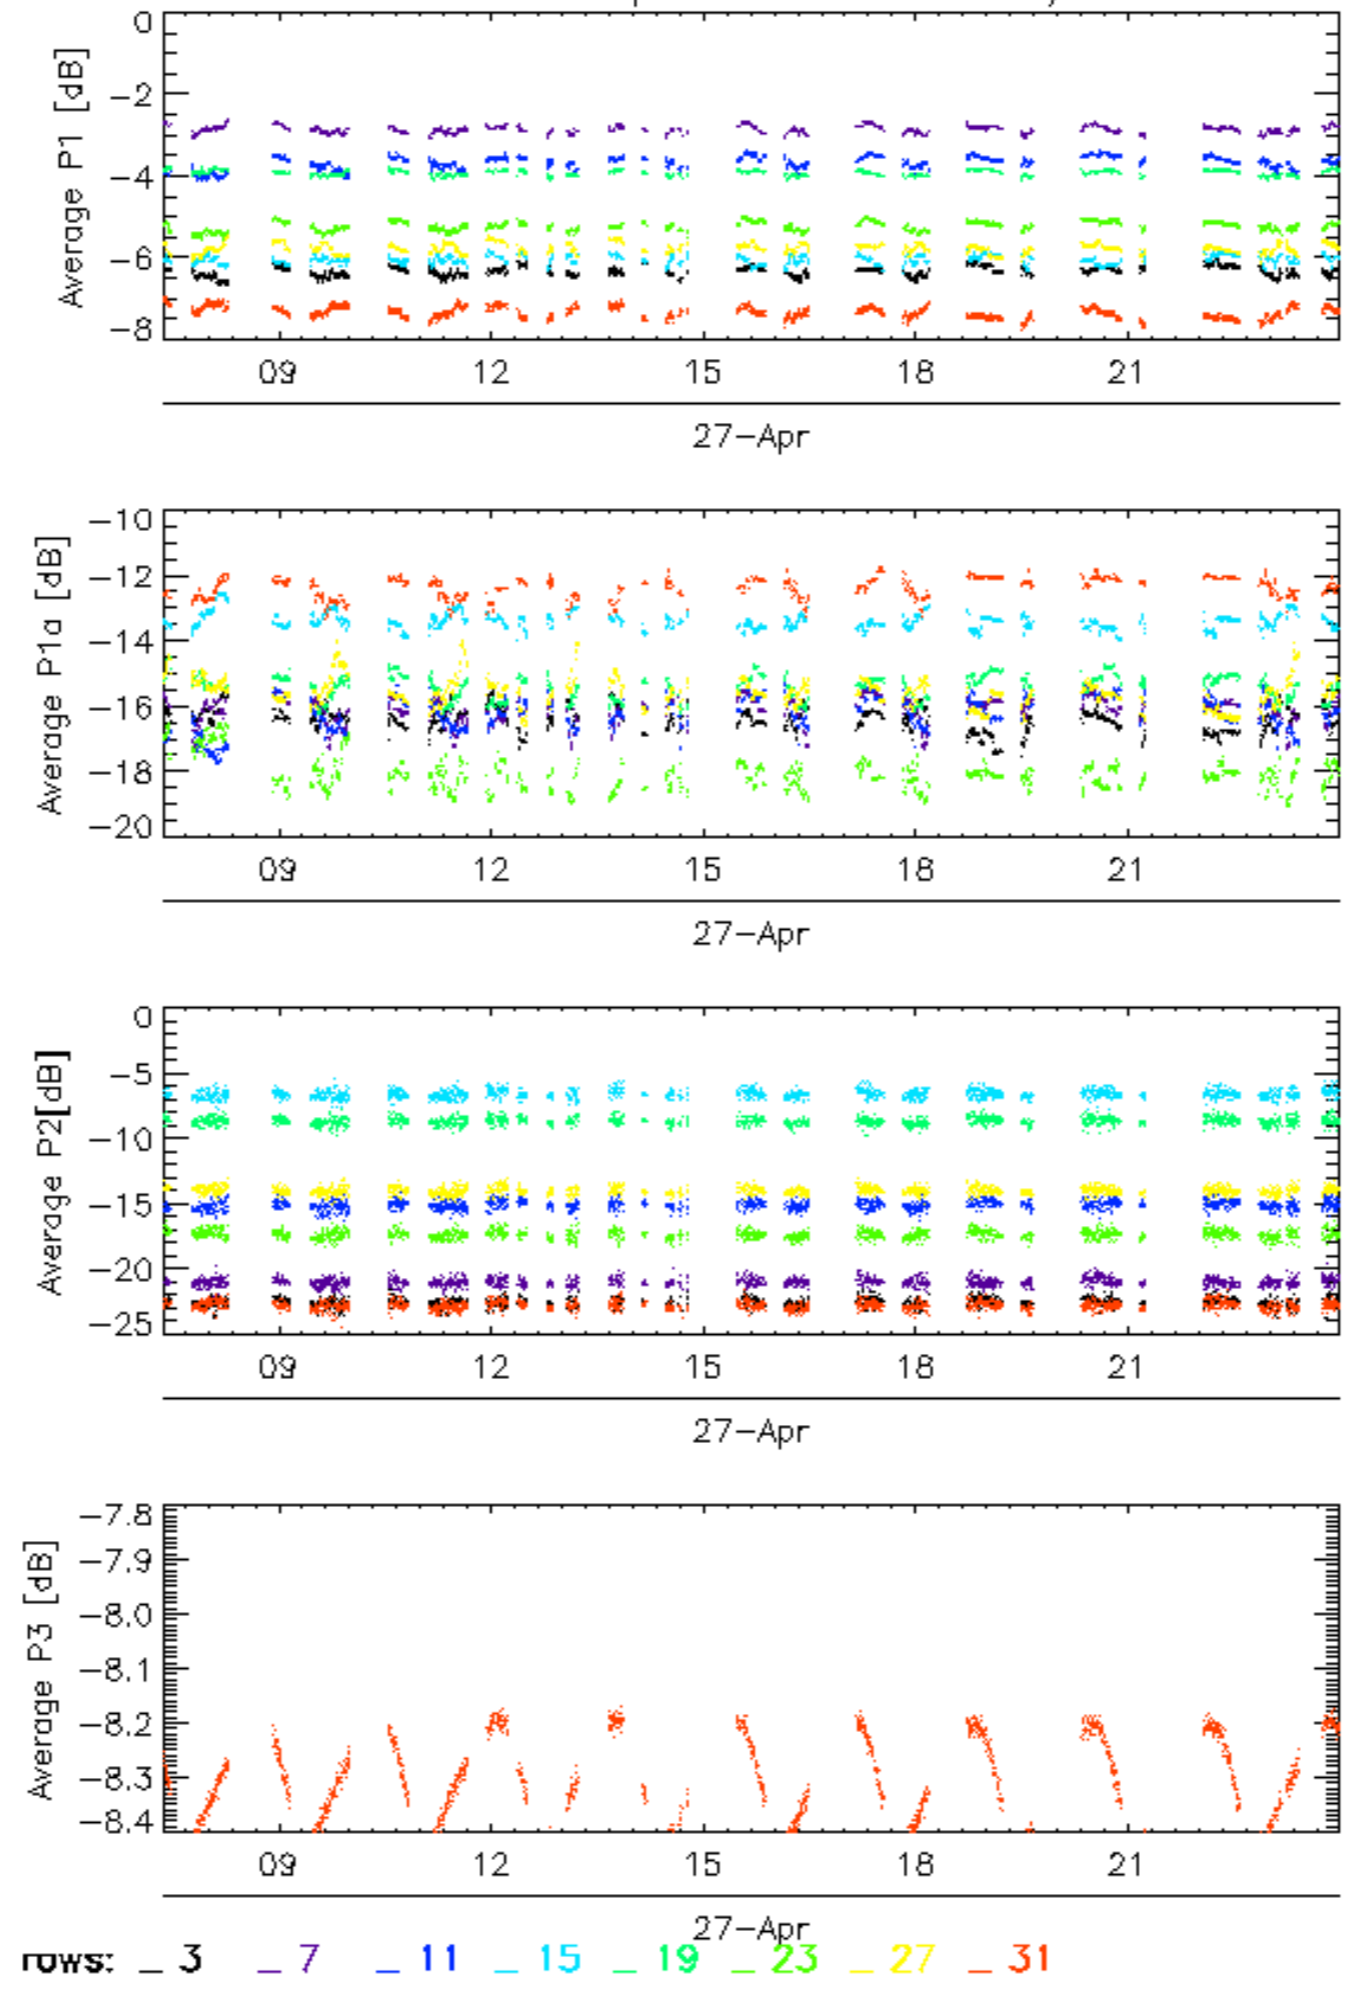 Average P1 [dB]
0
−2
−4
−6
−8
09 12 15 18 21
27−Apr
Average P1a [dB]
−10
−12
−14
−16
−18
−20
09 12 15 18 21
27−Apr
Average P2[dB]
0
−5
−10
−15
−20
−25
09 12 15 18 21
27−Apr
Average P3 [dB]
−7.8
−7.9
−8.0
−8.1
−8.2
−8.3
−8.4
09 12 15 18 21
27−Apr
rows: _ 3 _ 7 _ 11 _ 15 _ 19 _ 23 _ 27 _ 31